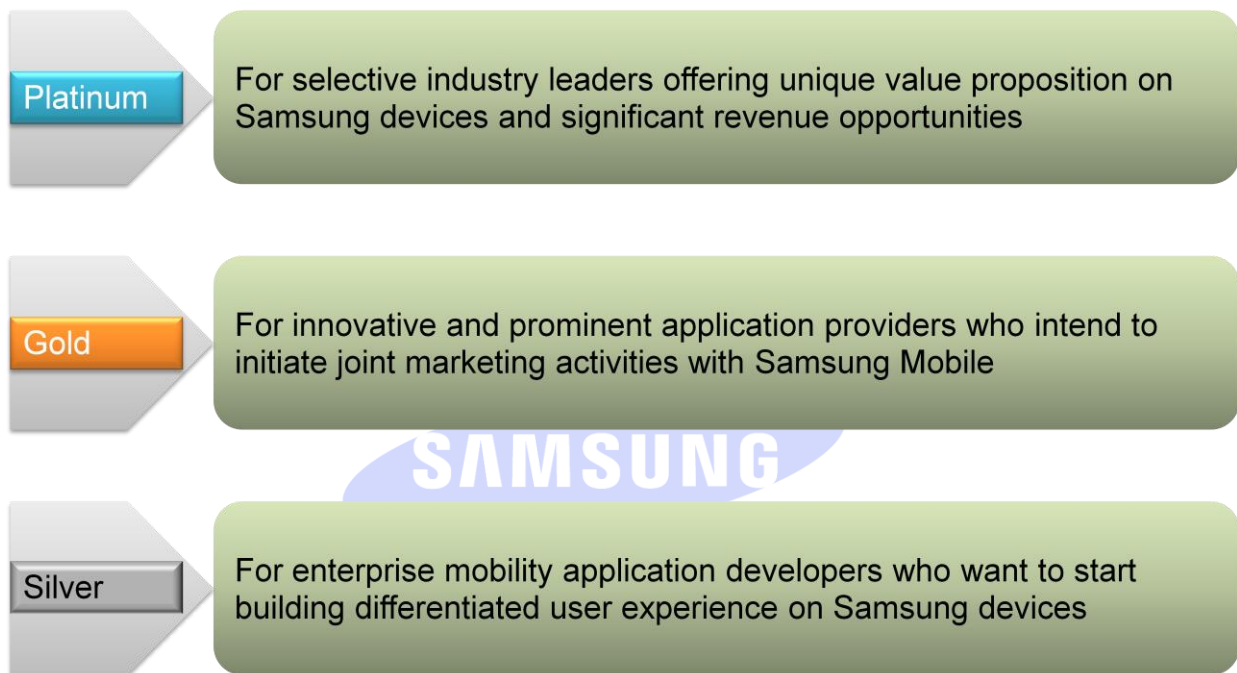 Platinum
For selective industry leaders offering unique value proposition on
Samsung devices and significant revenue opportunities
Gold
For innovative and prominent application providers who intend to
initiate joint marketing activities with Samsung Mobile
SAMSUNG
Silver
For enterprise mobility application developers who want to start
building differentiated user experience on Samsung devices